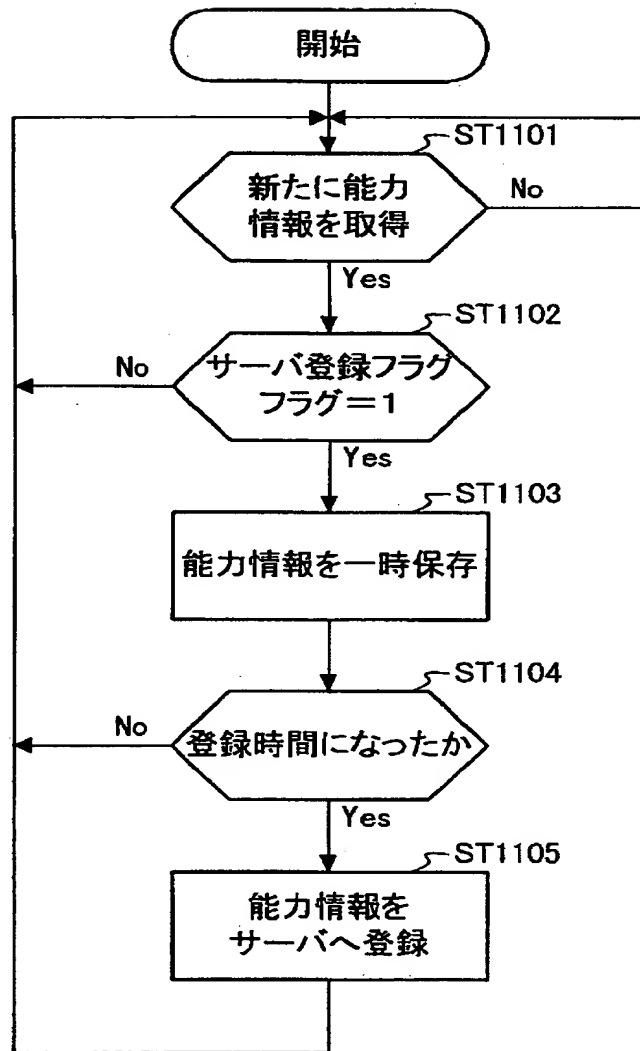 開始
ST1101
新たに能力
情報を取得
No
Yes
ST1102
No
サーバ登録フラグ
フラグ=1
Yes
ST1103
能力情報を一時保存
ST1104
No
登録時間になったか
Yes
ST1105
能力情報を
サーバへ登録